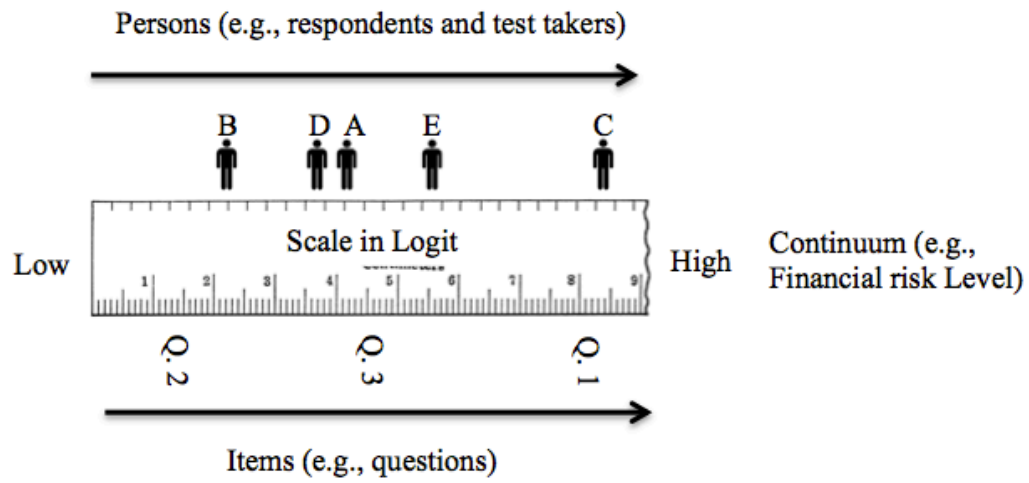 Persons (e.g., respondents and test takers)
B D A E C
Scale in Logit
Low
High
Continuum (e.g.,
Financial risk Level)
1 2 3 4 5 6 7 8 9
Q.2 Q.3 Q.1
Items (e.g., questions)